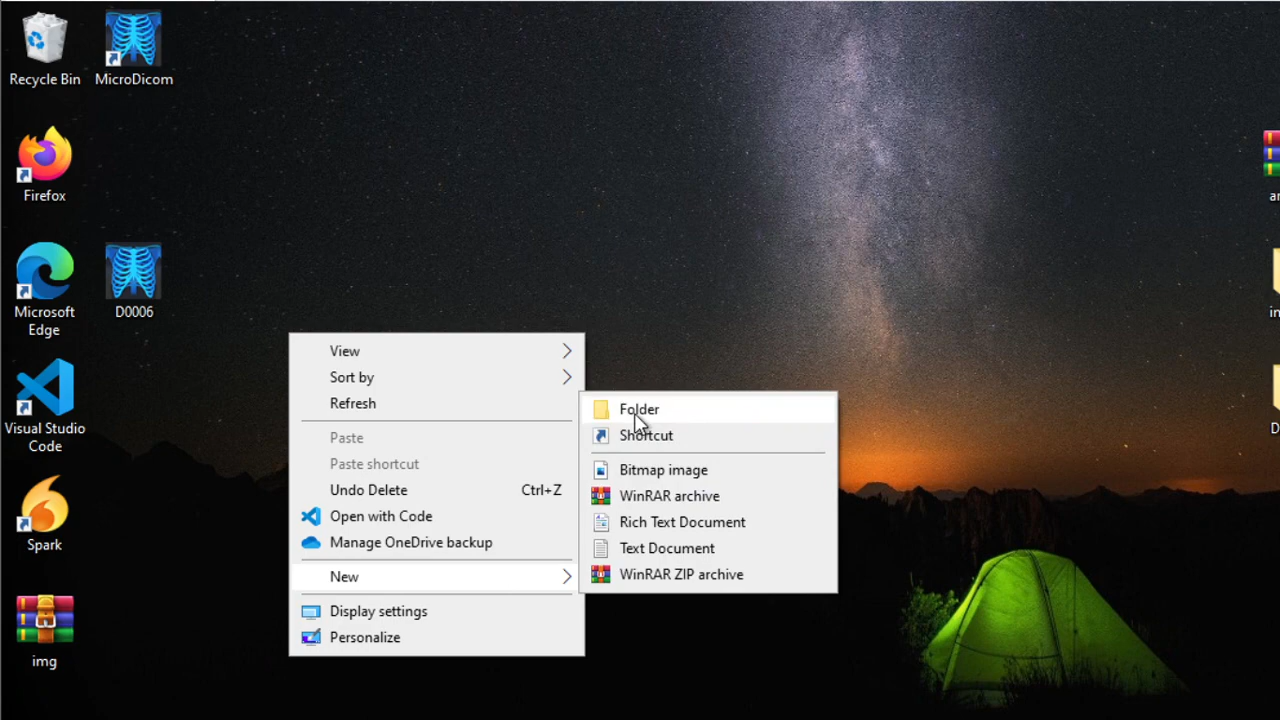 Recycle Bin
MicroDicom
Firefox
Microsoft
Edge
D0006
Visual Studio
Code
Spark
img
View
Sort by
Refresh
Paste
Paste shortcut
Undo Delete Ctrl+Z
Open with Code
Manage OneDrive backup
New
Display settings
Personalize
Folder
Shortcut
Bitmap image
WinRAR archive
Rich Text Document
Text Document
WinRAR ZIP archive